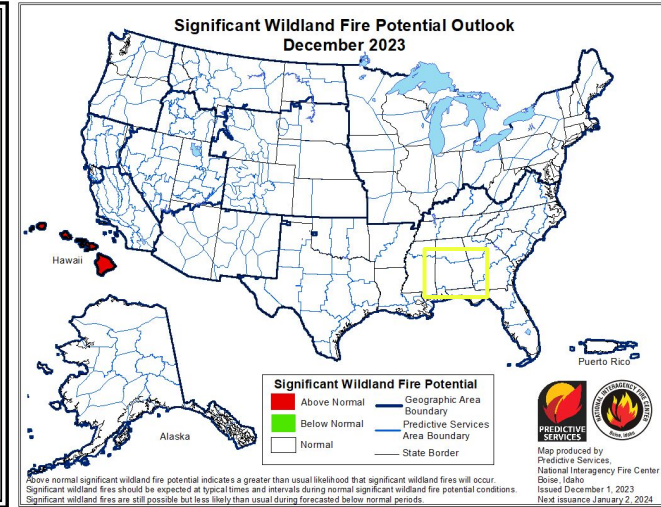 Significant Wildland Fire Potential Outlook
December 2023
Hawaii
Alaska
Puerto Rico
Significant Wildland Fire Potential
Above Normal
Below Normal
Normal
Geographic Area
Boundary
Predictive Services
Area Boundary
State Border
PREDICTIVE
SERVICES
NATIONAL INTERAGENCY FIRE CENTER
Boise, Idaho
Map produced by
Predictive Services,
National Interagency Fire Center
Boise, Idaho
Issued December 1, 2023
Next issuance January 2, 2024
Above normal significant wildland fire potential indicates a greater than usual likelihood that significant wildland fires will occur.
Significant wildland fires should be expected at typical times and intervals during normal significant wildland fire potential conditions.
Significant wildland fires are still possible but less likely than usual during forecasted below normal periods.